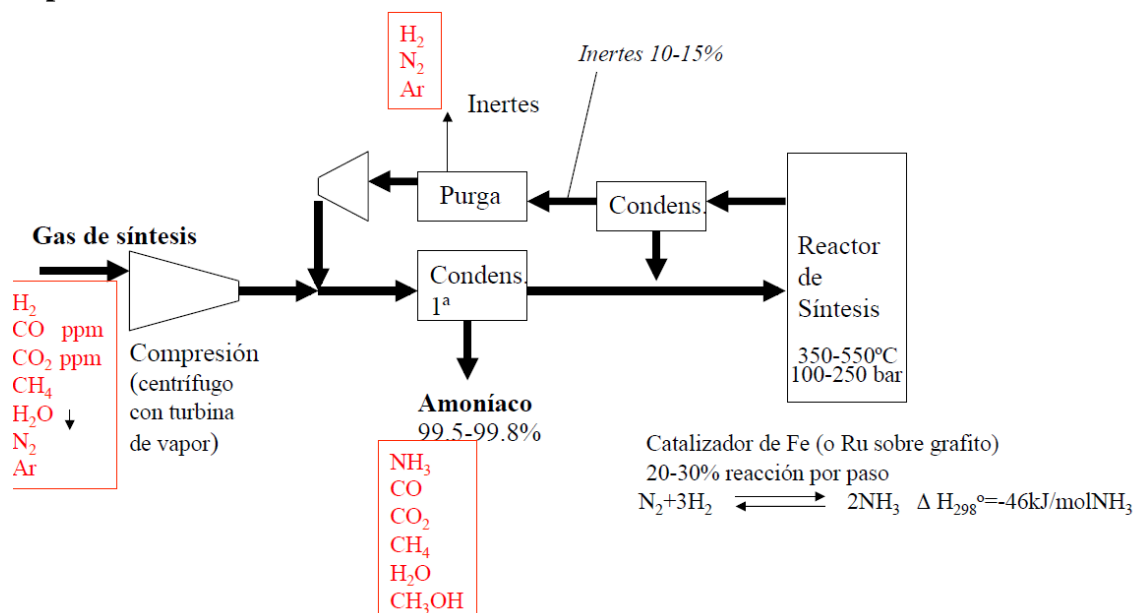 H₂
N₂
Ar
Inertes
Inertes 10-15%
Purga
Condens.
Gas de síntesis
Condens.
1ª
Reactor
de
Síntesis
350-550ºC
100-250 bar
H₂
CO ppm
CO₂ ppm
CH₄
H₂O
N₂
Ar
Compresión
(centrífugo
con turbina
de vapor)
Amoníaco
99.5-99.8%
NH₃
CO
CO₂
CH₄
H₂O
CH₃OH
Catalizador de Fe (o Ru sobre grafito)
20-30% reacción por paso
N₂+3H₂ ⇌ 2NH₃ Δ H₂₉₈º=-46kJ/molNH₃